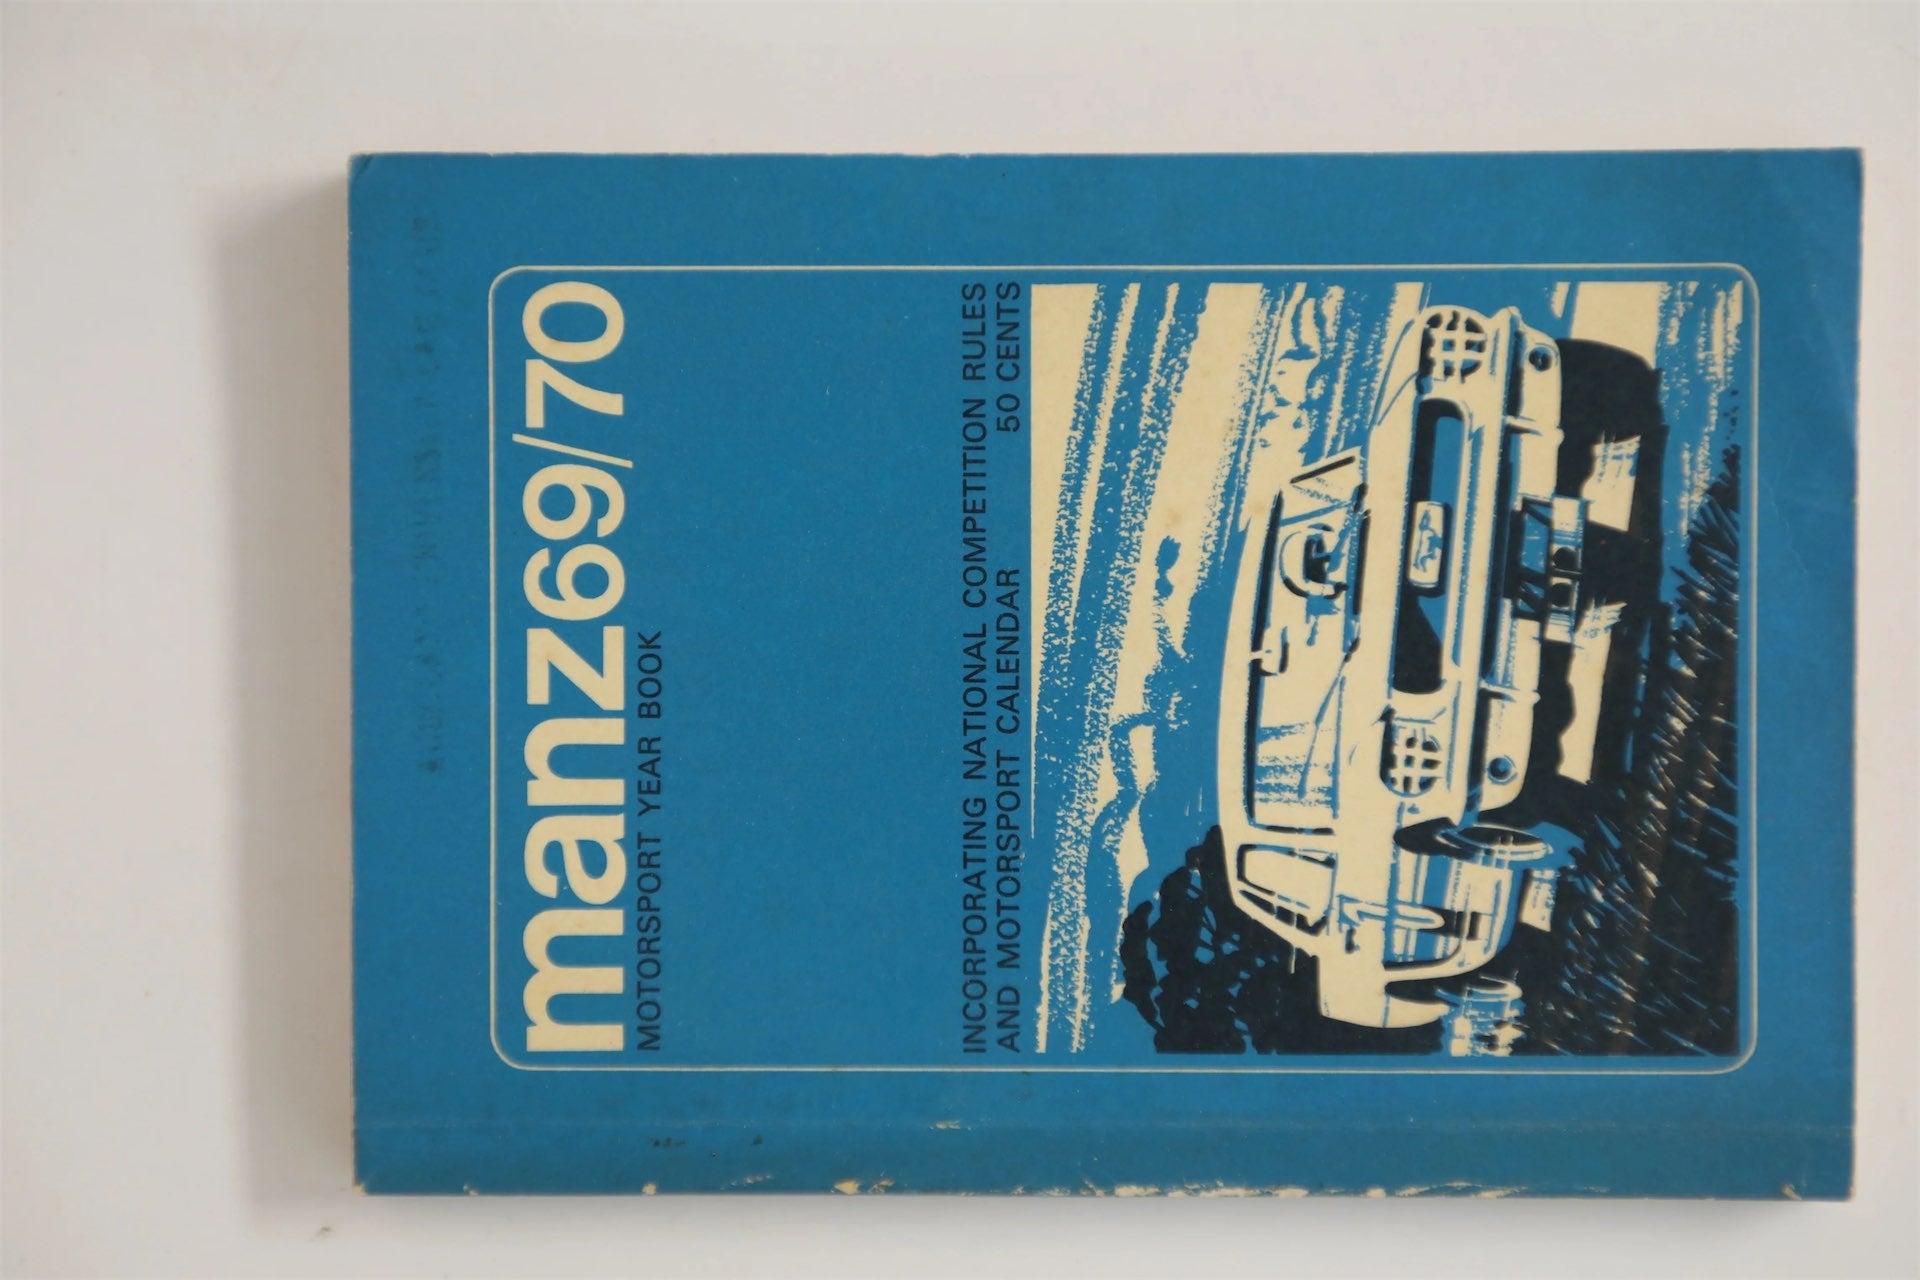 manz69/70
MOTORSPORT YEAR BOOK
INCORPORATING NATIONAL COMPETITION RULES
AND MOTORSPORT CALENDAR 50 CENTS